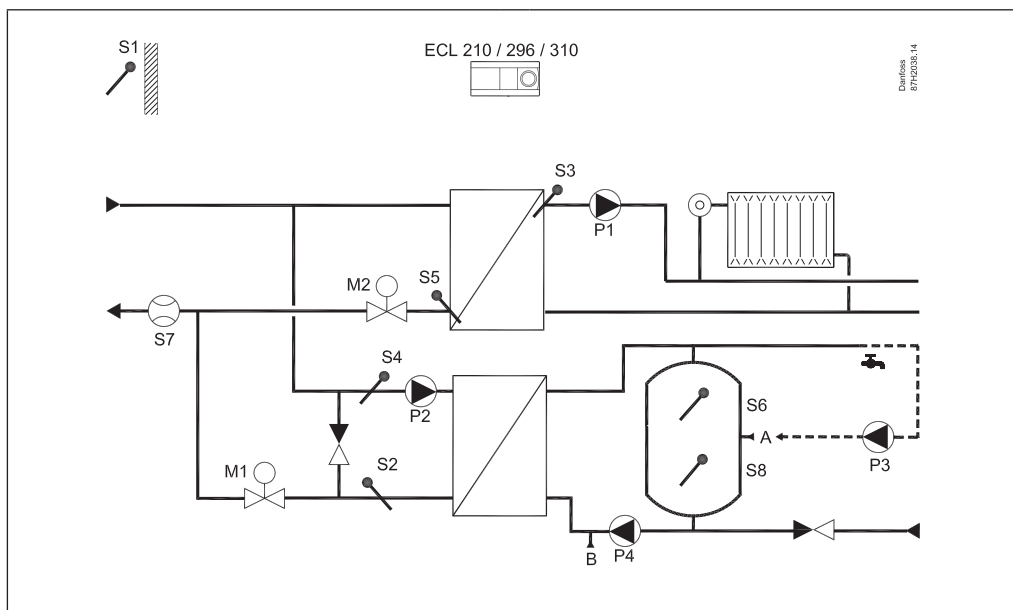 S1
ECL 210 / 296 / 310
Danfoss
87H2038.14
S3
P1
S5
M2
S7
S4
P2
S6
A
P3
S8
M1
S2
B
P4